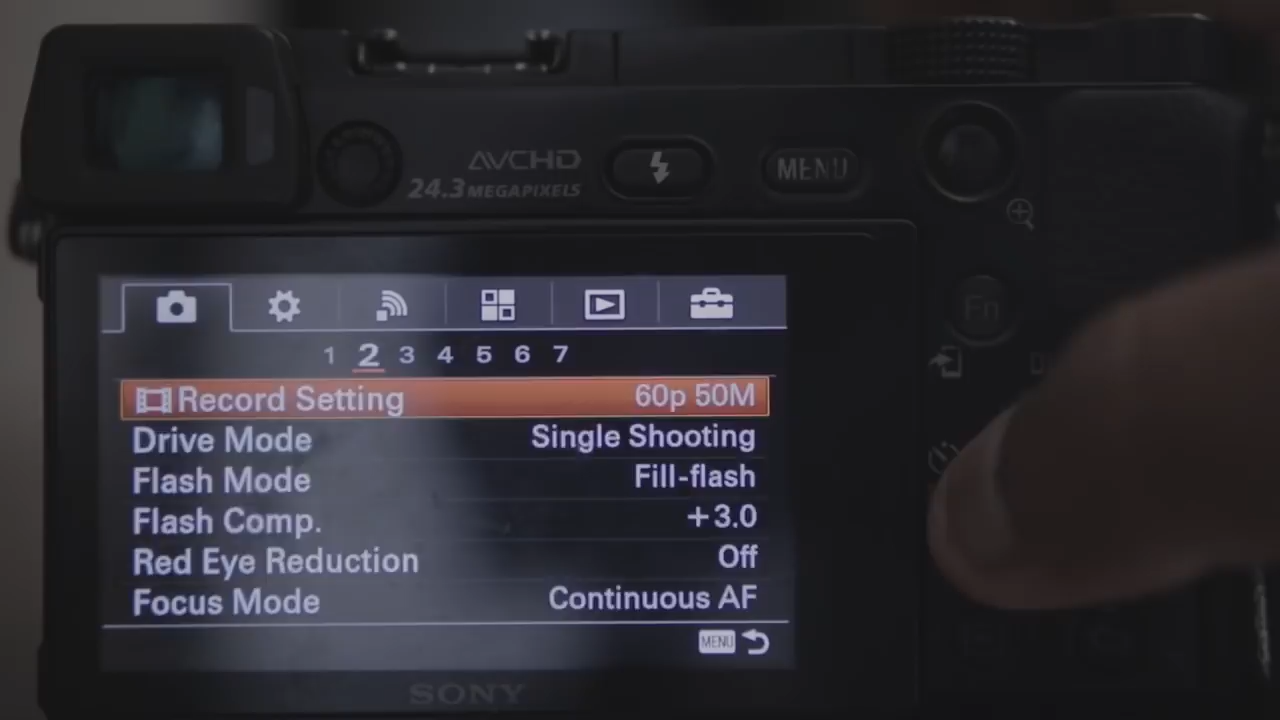 AVCHD
24.3 MEGAPIXELS
MENU
Fn
1 2 3 4 5 6 7
Record Setting 60p 50M
Drive Mode Single Shooting
Flash Mode Fill-flash
Flash Comp. +3.0
Red Eye Reduction Off
Focus Mode Continuous AF
MENU
SONY